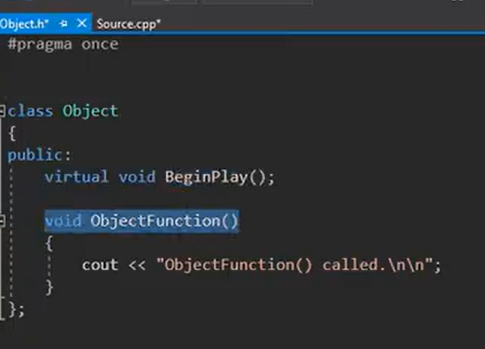 Object.h* Source.cpp*
#pragma once
class Object
{
public:
virtual void BeginPlay();
void ObjectFunction()
{
cout << "ObjectFunction() called.\n\n";
}
};